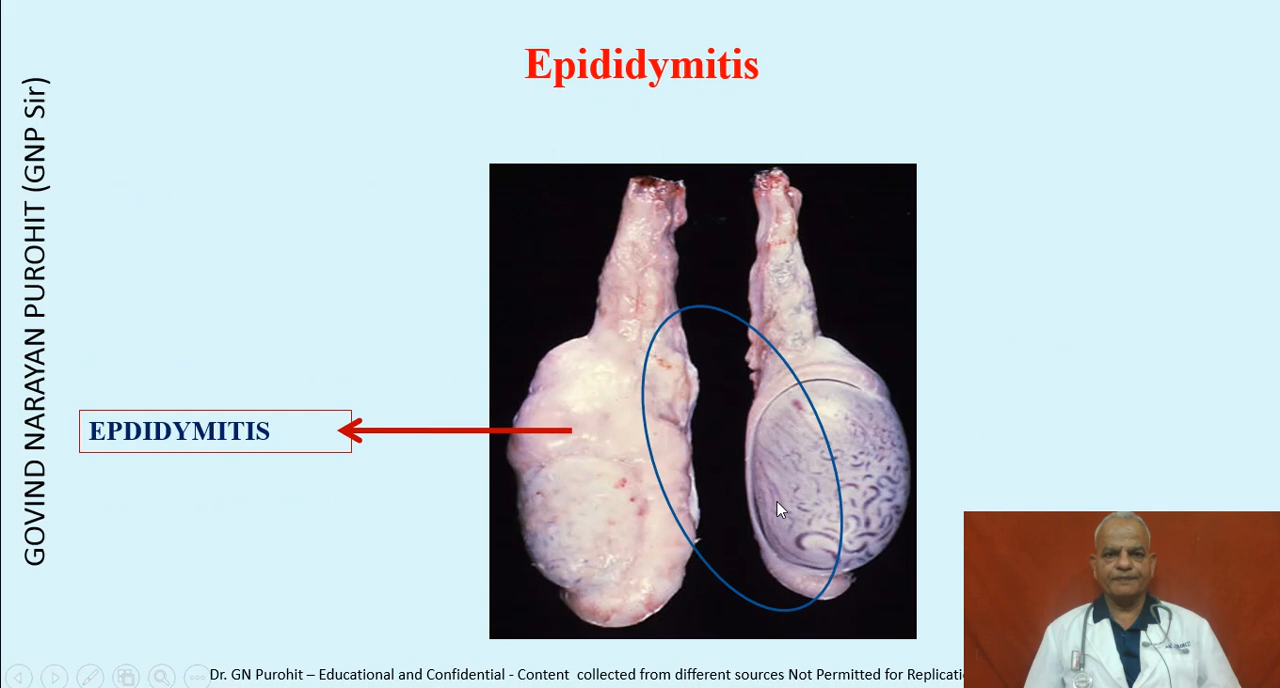 Epididymitis
GOVIND NARAYAN PUROHIT (GNP Sir)
EPDIDYMITIS
Dr. GN Purohit – Educational and Confidential - Content collected from different sources Not Permitted for Replicati